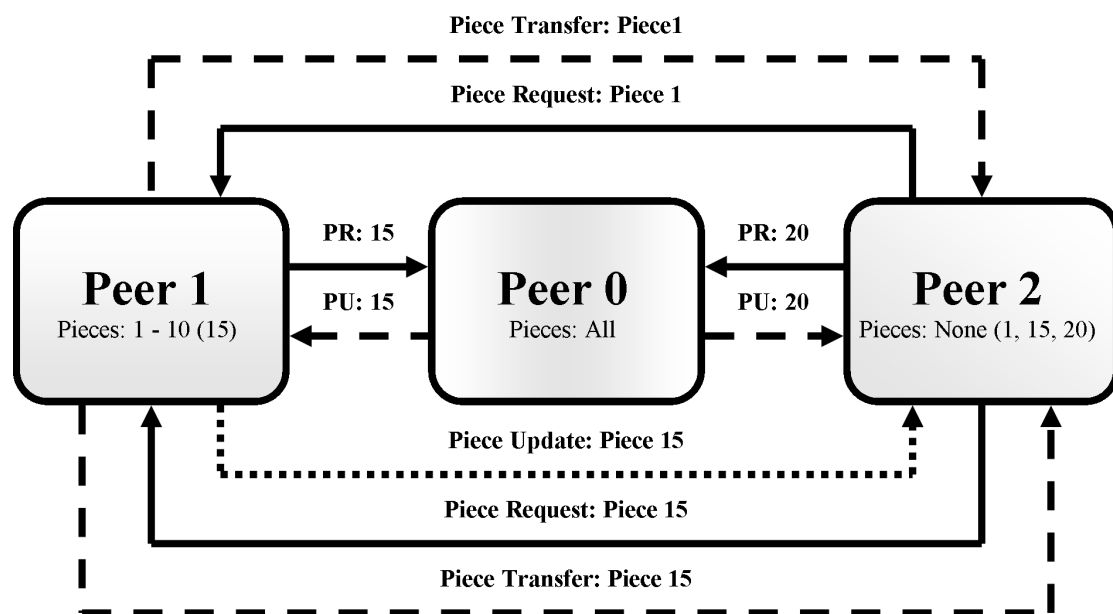 Piece Transfer: Piece1
Piece Request: Piece 1
PR: 15
PR: 20
Peer 1
Pieces: 1 - 10 (15)
Peer 0
Pieces: All
Peer 2
Pieces: None (1, 15, 20)
PU: 15
PU: 20
Piece Update: Piece 15
Piece Request: Piece 15
Piece Transfer: Piece 15